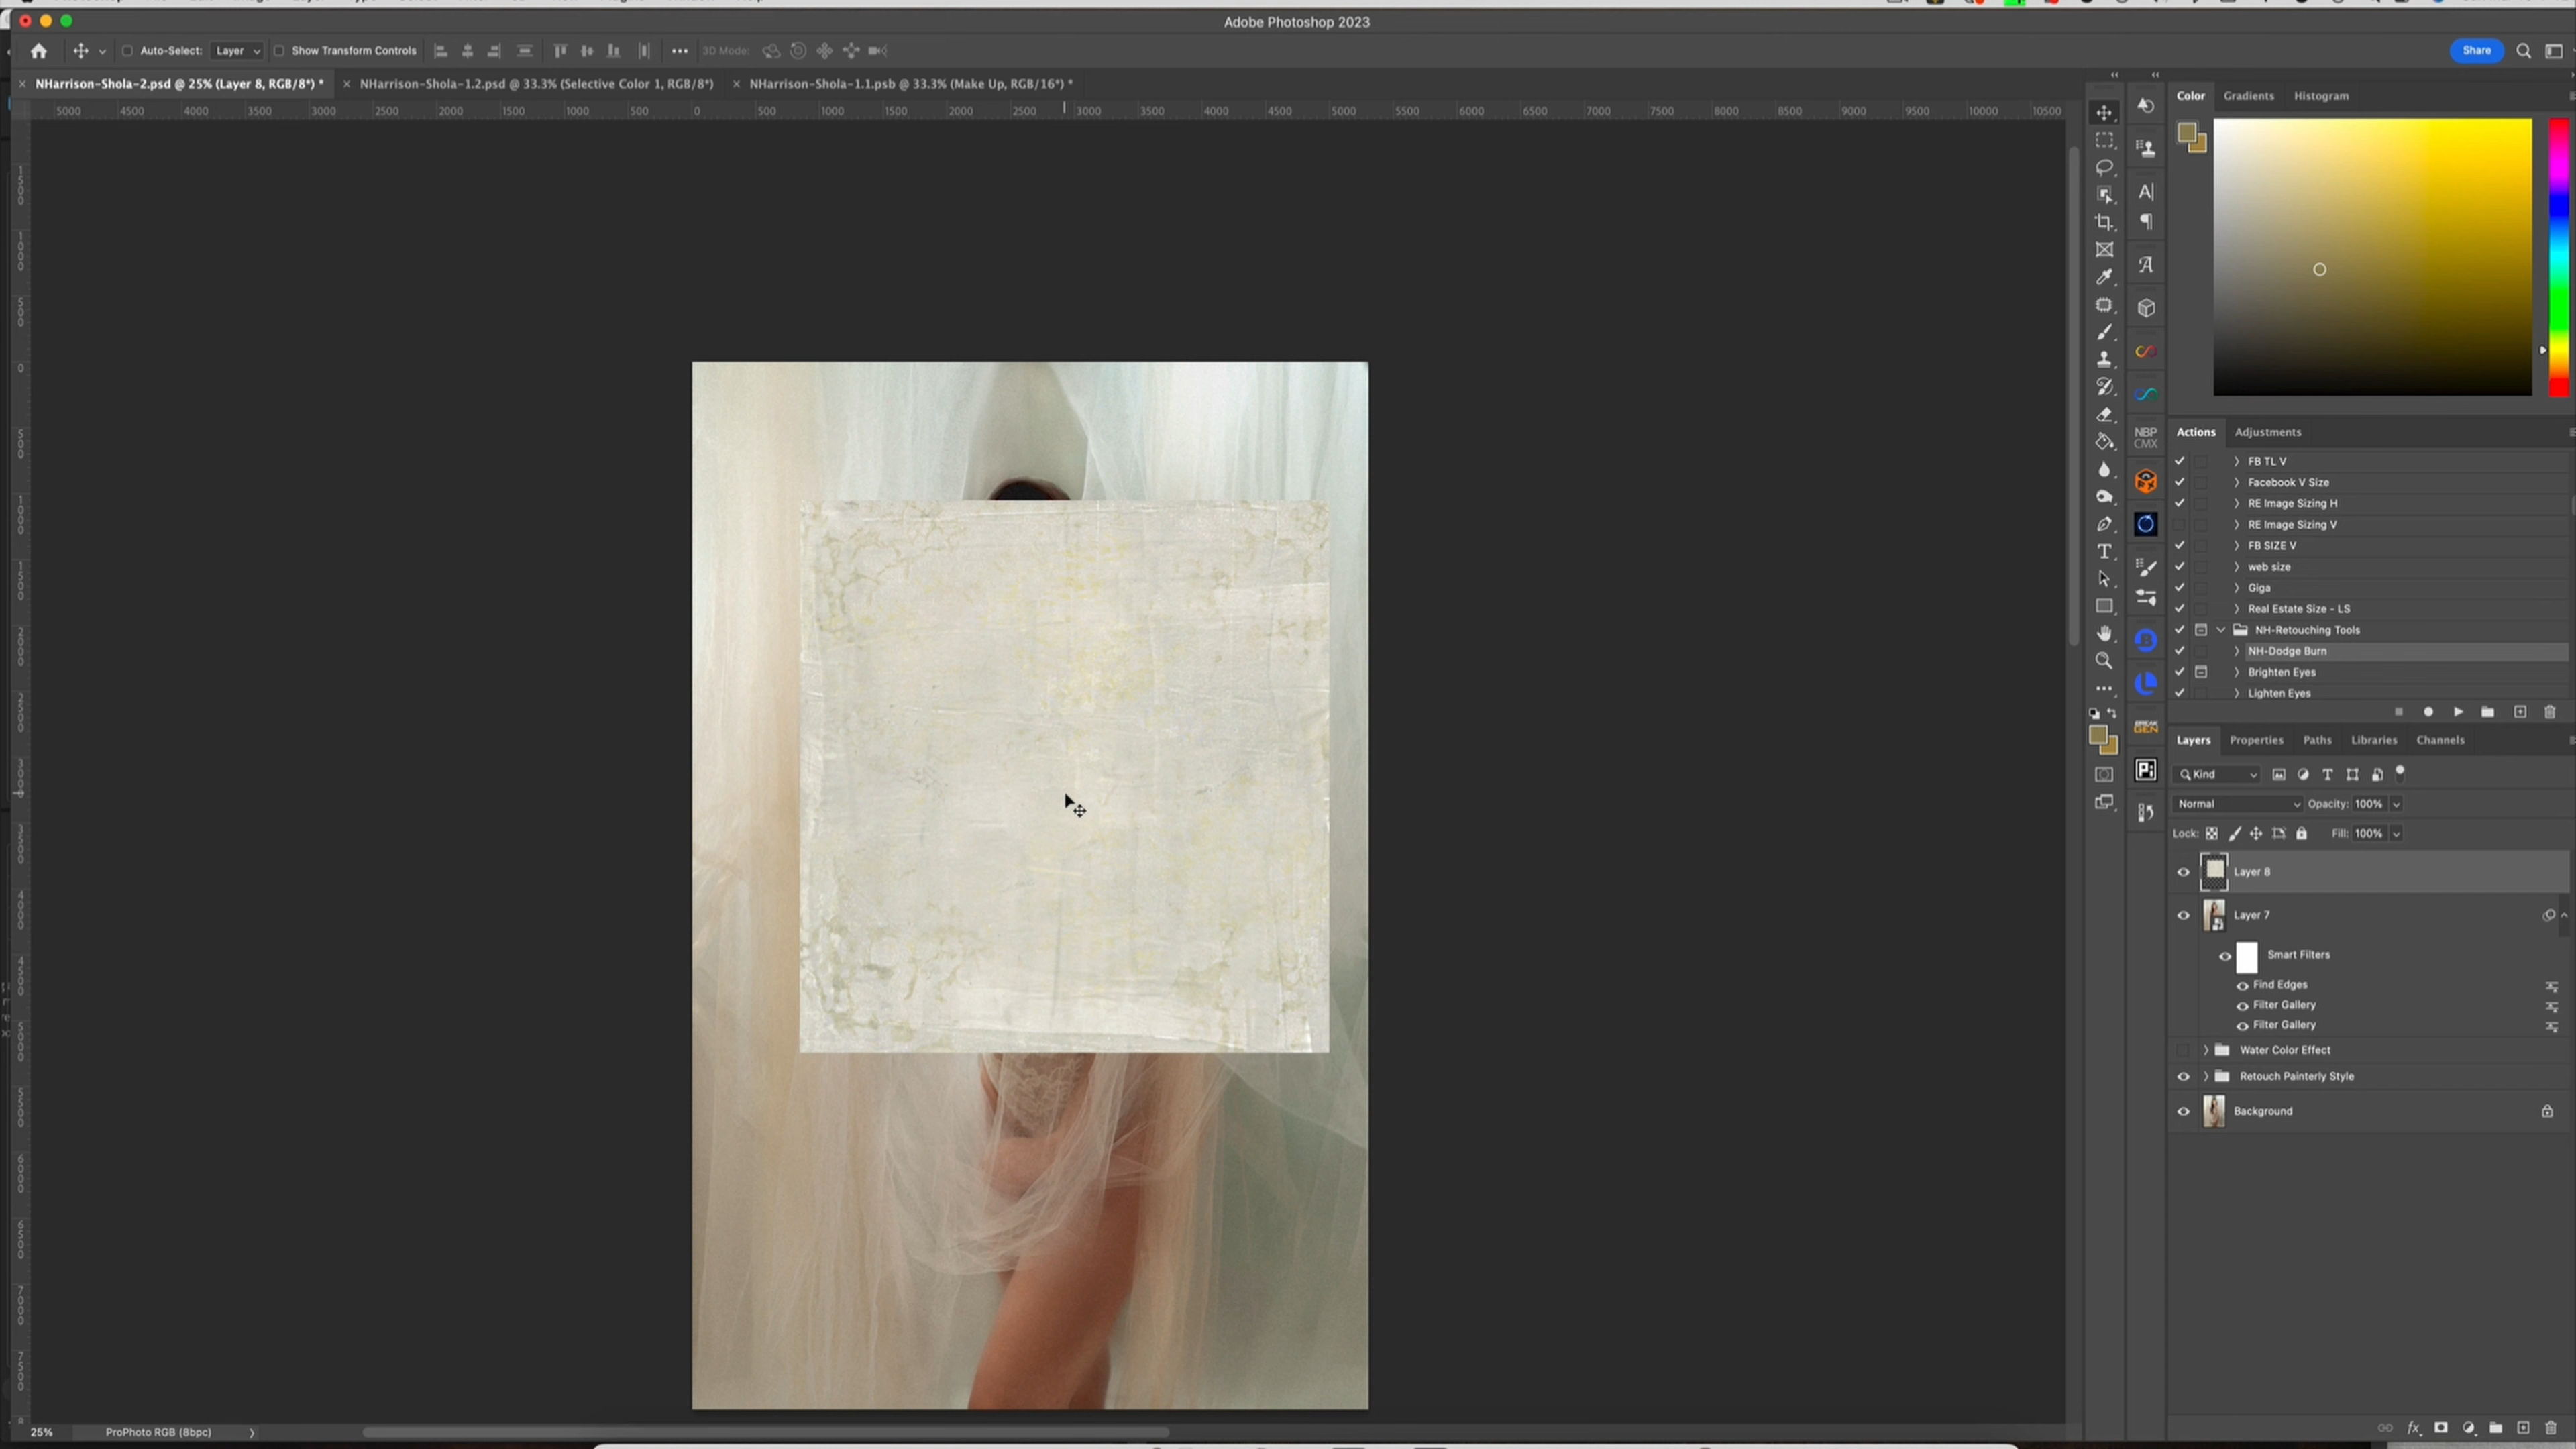 Adobe Photoshop 2023
Auto-Select: Layer Show Transform Controls 3D Mode: Share
NHarrison-Shola-2.psd @ 25% (Layer 8, RGB/8*) * NHarrison-Shola-1.2.psd @ 33.3% (Selective Color 1, RGB/8*) NHarrison-Shola-1.1.psb @ 33.3% (Make Up, RGB/16*) *
5000 4500 4000 3500 3000 2500 2000 1500 1000 500 0 500 1000 1500 2000 2500 3000 3500 4000 4500 5000 5500 6000 6500 7000 7500 8000 8500 9000 9500 10000 10500
Color Gradients Histogram
Actions Adjustments
FB TL V
Facebook V Size
RE Image Sizing H
RE Image Sizing V
FB SIZE V
web size
Giga
Real Estate Size - LS
NH-Retouching Tools
NH-Dodge Burn
Brighten Eyes
Lighten Eyes
NBP
CMX
BREAK
GEN
Layers Properties Paths Libraries Channels
Kind
Normal Opacity: 100%
Lock: Fill: 100%
Layer 8
Layer 7
Smart Filters
Find Edges
Filter Gallery
Filter Gallery
Water Color Effect
Retouch Painterly Style
Background
25% ProPhoto RGB (8bpc)